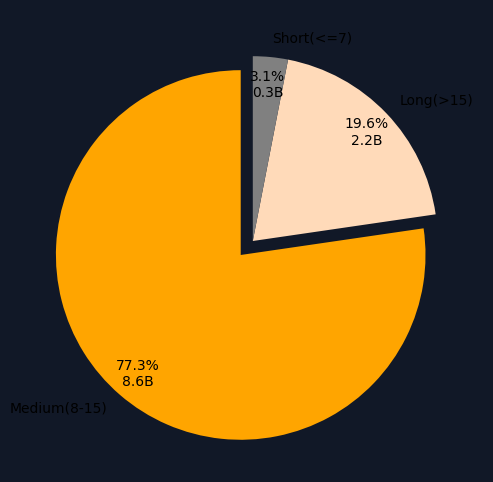 Short(<=7)
3.1%
0.3B
Long(>15)
19.6%
2.2B
77.3%
8.6B
Medium(8-15)